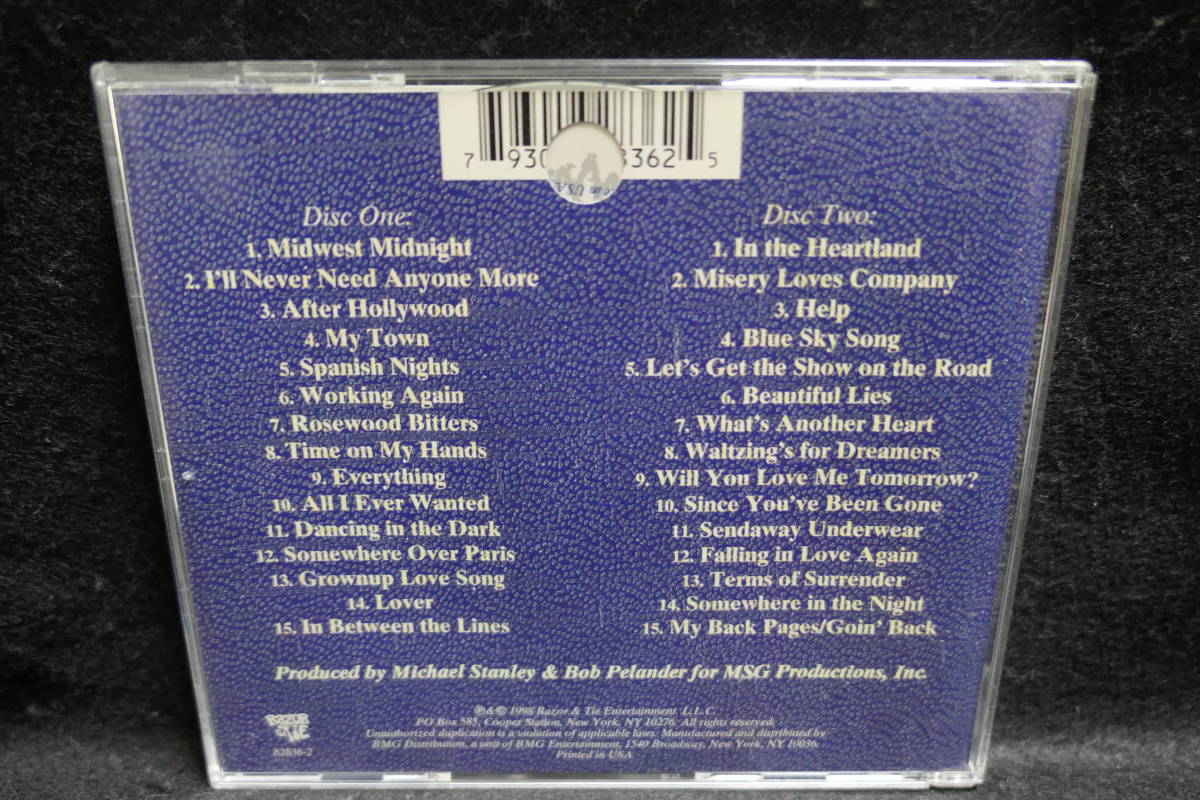 7 930 3362 5
Disc One:
1. Midwest Midnight
2. I'll Never Need Anyone More
3. After Hollywood
4. My Town
5. Spanish Nights
6. Working Again
7. Rosewood Bitters
8. Time on My Hands
9. Everything
10. All I Ever Wanted
11. Dancing in the Dark
12. Somewhere Over Paris
13. Grownup Love Song
14. Lover
15. In Between the Lines
Disc Two:
1. In the Heartland
2. Misery Loves Company
3. Help
4. Blue Sky Song
5. Let's Get the Show on the Road
6. Beautiful Lies
7. What's Another Heart
8. Waltzing's for Dreamers
9. Will You Love Me Tomorrow?
10. Since You've Been Gone
11. Sendaway Underwear
12. Falling in Love Again
13. Terms of Surrender
14. Somewhere in the Night
15. My Back Pages/Goin' Back
Produced by Michael Stanley & Bob Pelander for MSG Productions, Inc.
RAZOR & TIE
82836-2
℗&© 1998 Razor & Tie Entertainment, L.L.C.
PO Box 585, Cooper Station, New York, NY 10276. All rights reserved.
Unauthorized duplication is a violation of applicable laws. Manufactured and distributed by
BMG Distribution, a unit of BMG Entertainment, 1540 Broadway, New York, NY 10036.
Printed in USA